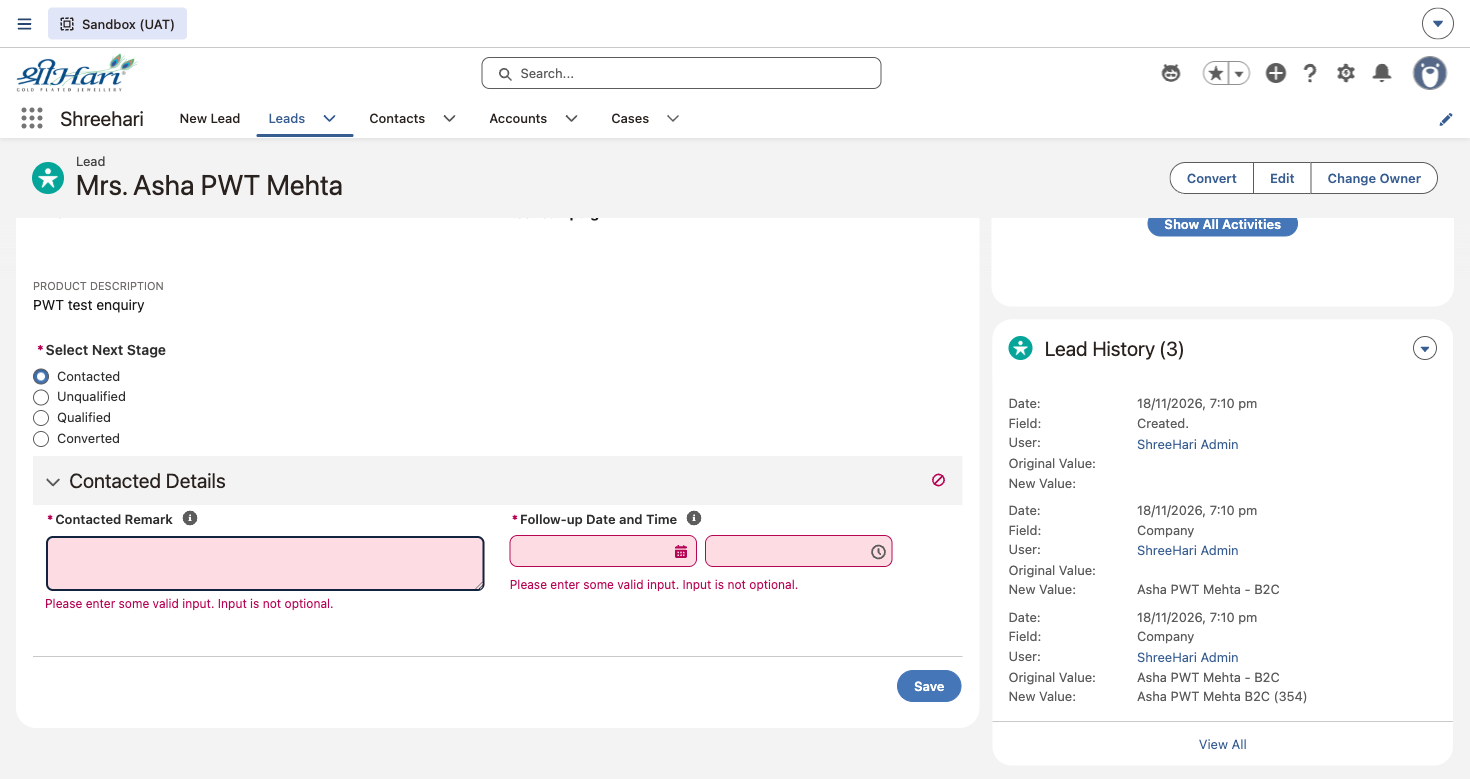 Sandbox (UAT)
श्रीHari
GOLD PLATED JEWELLERY
Search...
Shreehari
New Lead
Leads
Contacts
Accounts
Cases
Lead
Mrs. Asha PWT Mehta
Convert
Edit
Change Owner
PRODUCT DESCRIPTION
PWT test enquiry
*Select Next Stage
Contacted
Unqualified
Qualified
Converted
Contacted Details
*Contacted Remark
Please enter some valid input. Input is not optional.
*Follow-up Date and Time
Please enter some valid input. Input is not optional.
Save
Show All Activities
Lead History (3)
Date: 18/11/2026, 7:10 pm
Field: Created.
User: ShreeHari Admin
Original Value:
New Value:
Date: 18/11/2026, 7:10 pm
Field: Company
User: ShreeHari Admin
Original Value:
New Value: Asha PWT Mehta - B2C
Date: 18/11/2026, 7:10 pm
Field: Company
User: ShreeHari Admin
Original Value: Asha PWT Mehta - B2C
New Value: Asha PWT Mehta B2C (354)
View All